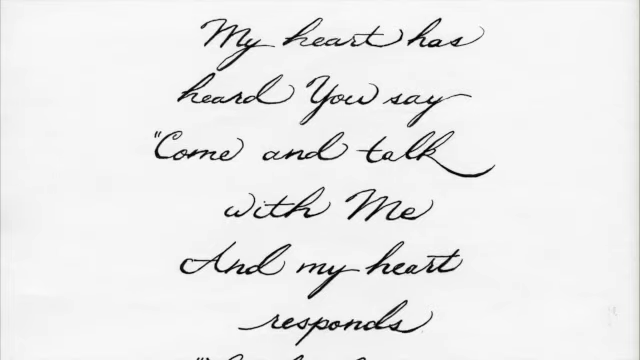 My heart has
heard You say
"Come and talk
with Me
And my heart
responds